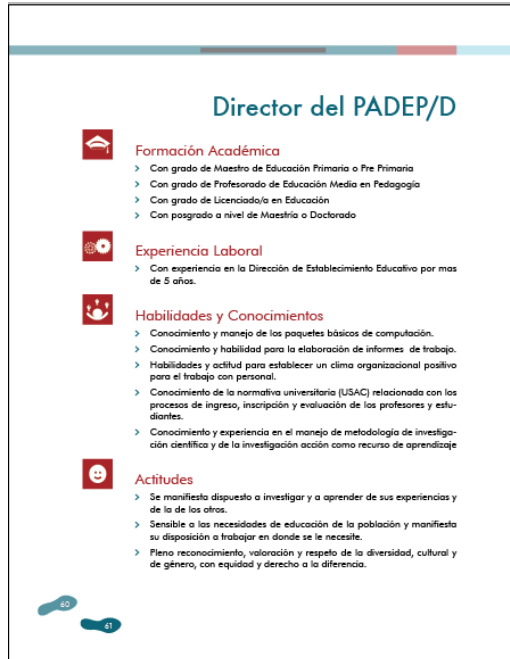 Director del PADEP/D
Formación Académica
› Con grado de Maestro de Educación Primaria o Pre Primaria
› Con grado de Profesorado de Educación Media en Pedagogía
› Con grado de Licenciado/a en Educación
› Con posgrado a nivel de Maestría o Doctorado
Experiencia Laboral
› Con experiencia en la Dirección de Establecimiento Educativo por mas
de 5 años.
Habilidades y Conocimientos
› Conocimiento y manejo de los paquetes básicos de computación.
› Conocimiento y habilidad para la elaboración de informes de trabajo.
› Habilidades y actitud para establecer un clima organizacional positivo
para el trabajo con personal.
› Conocimiento de la normativa universitaria (USAC) relacionada con los
procesos de ingreso, inscripción y evaluación de los profesores y estu-
diantes.
› Conocimiento y experiencia en el manejo de metodología de investiga-
ción científica y de la investigación acción como recurso de aprendizaje
Actitudes
› Se manifiesta dispuesto a investigar y a aprender de sus experiencias y
de la de los otros.
› Sensible a las necesidades de educación de la población y manifiesta
su disposición a trabajar en donde se le necesite.
› Pleno reconocimiento, valoración y respeto de la diversidad, cultural y
de género, con equidad y derecho a la diferencia.
60
61